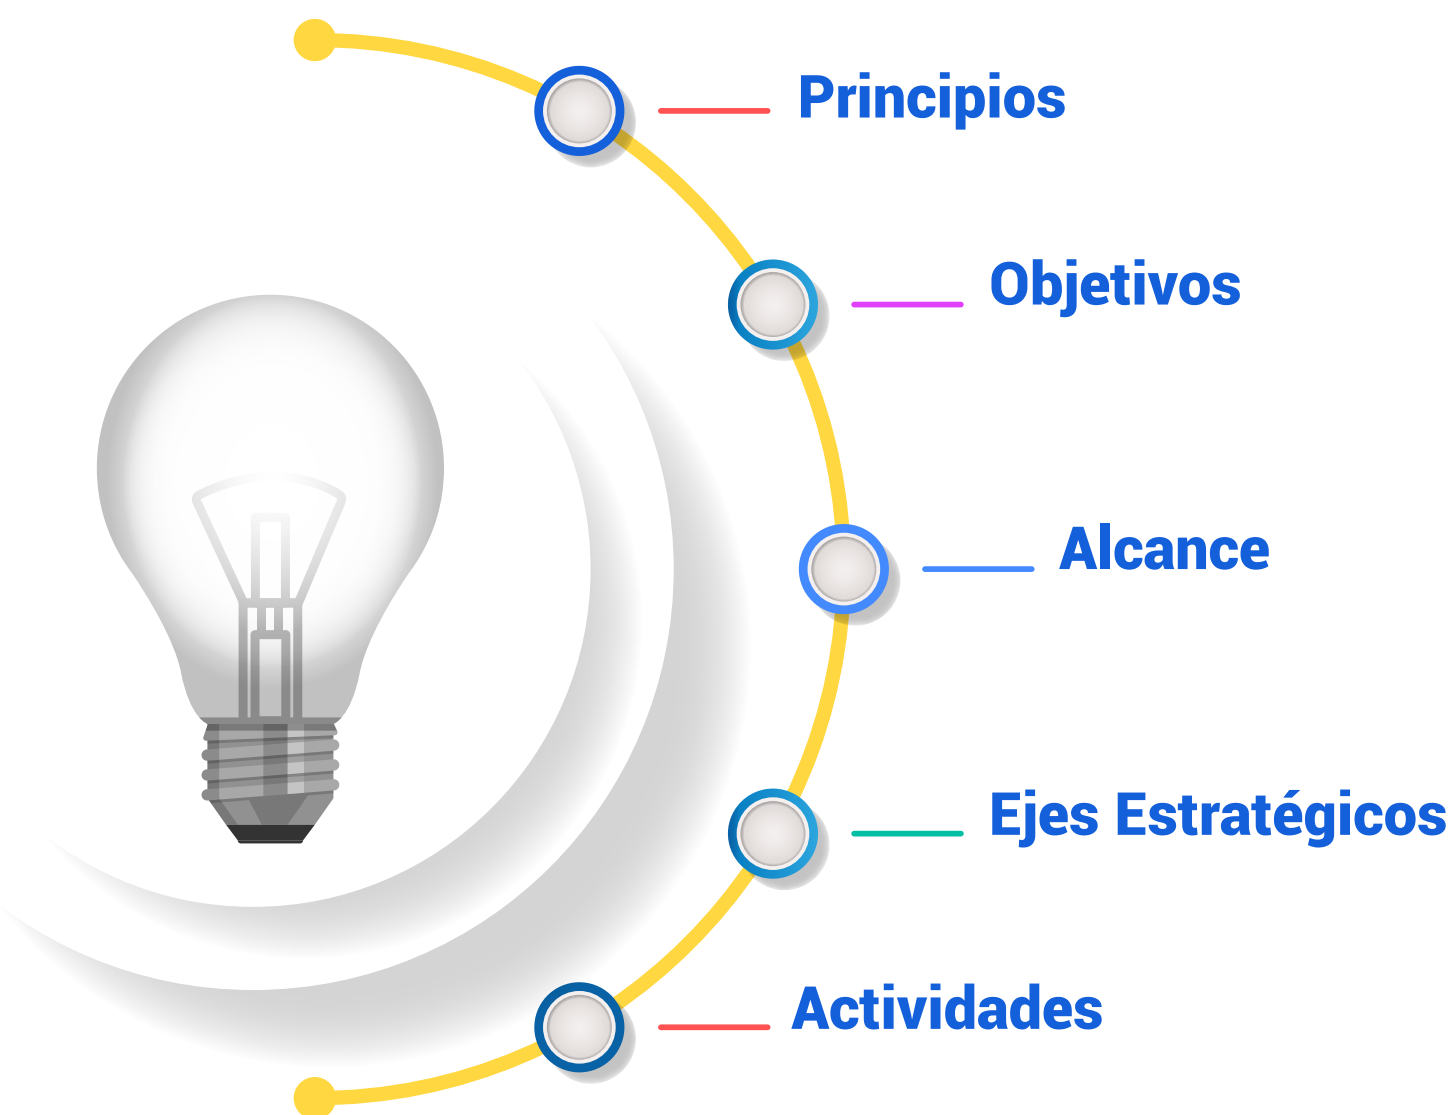 Principios
Objetivos
Alcance
Ejes Estratégicos
Actividades